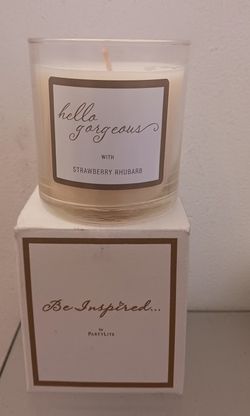 hello
gorgeous
WITH
STRAWBERRY RHUBARB
Be Inspired...
by
PARTYLITE